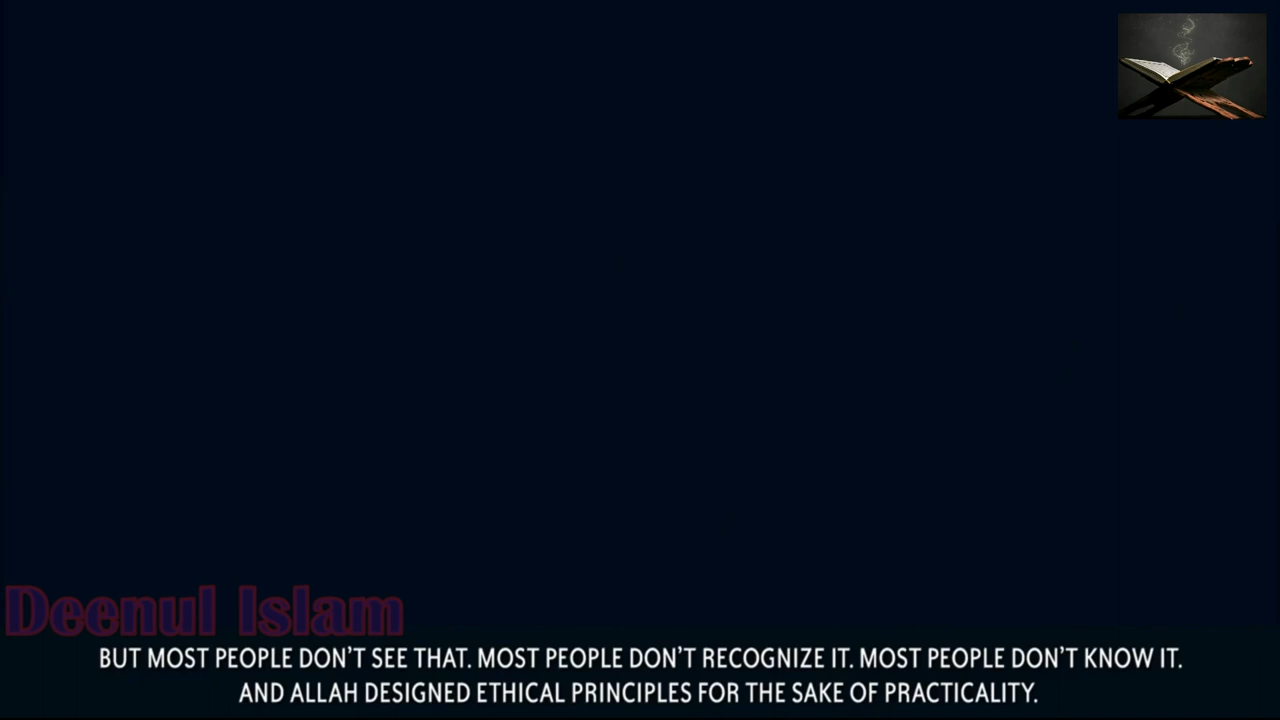 Deenul Islam
BUT MOST PEOPLE DON'T SEE THAT. MOST PEOPLE DON'T RECOGNIZE IT. MOST PEOPLE DON'T KNOW IT.
AND ALLAH DESIGNED ETHICAL PRINCIPLES FOR THE SAKE OF PRACTICALITY.